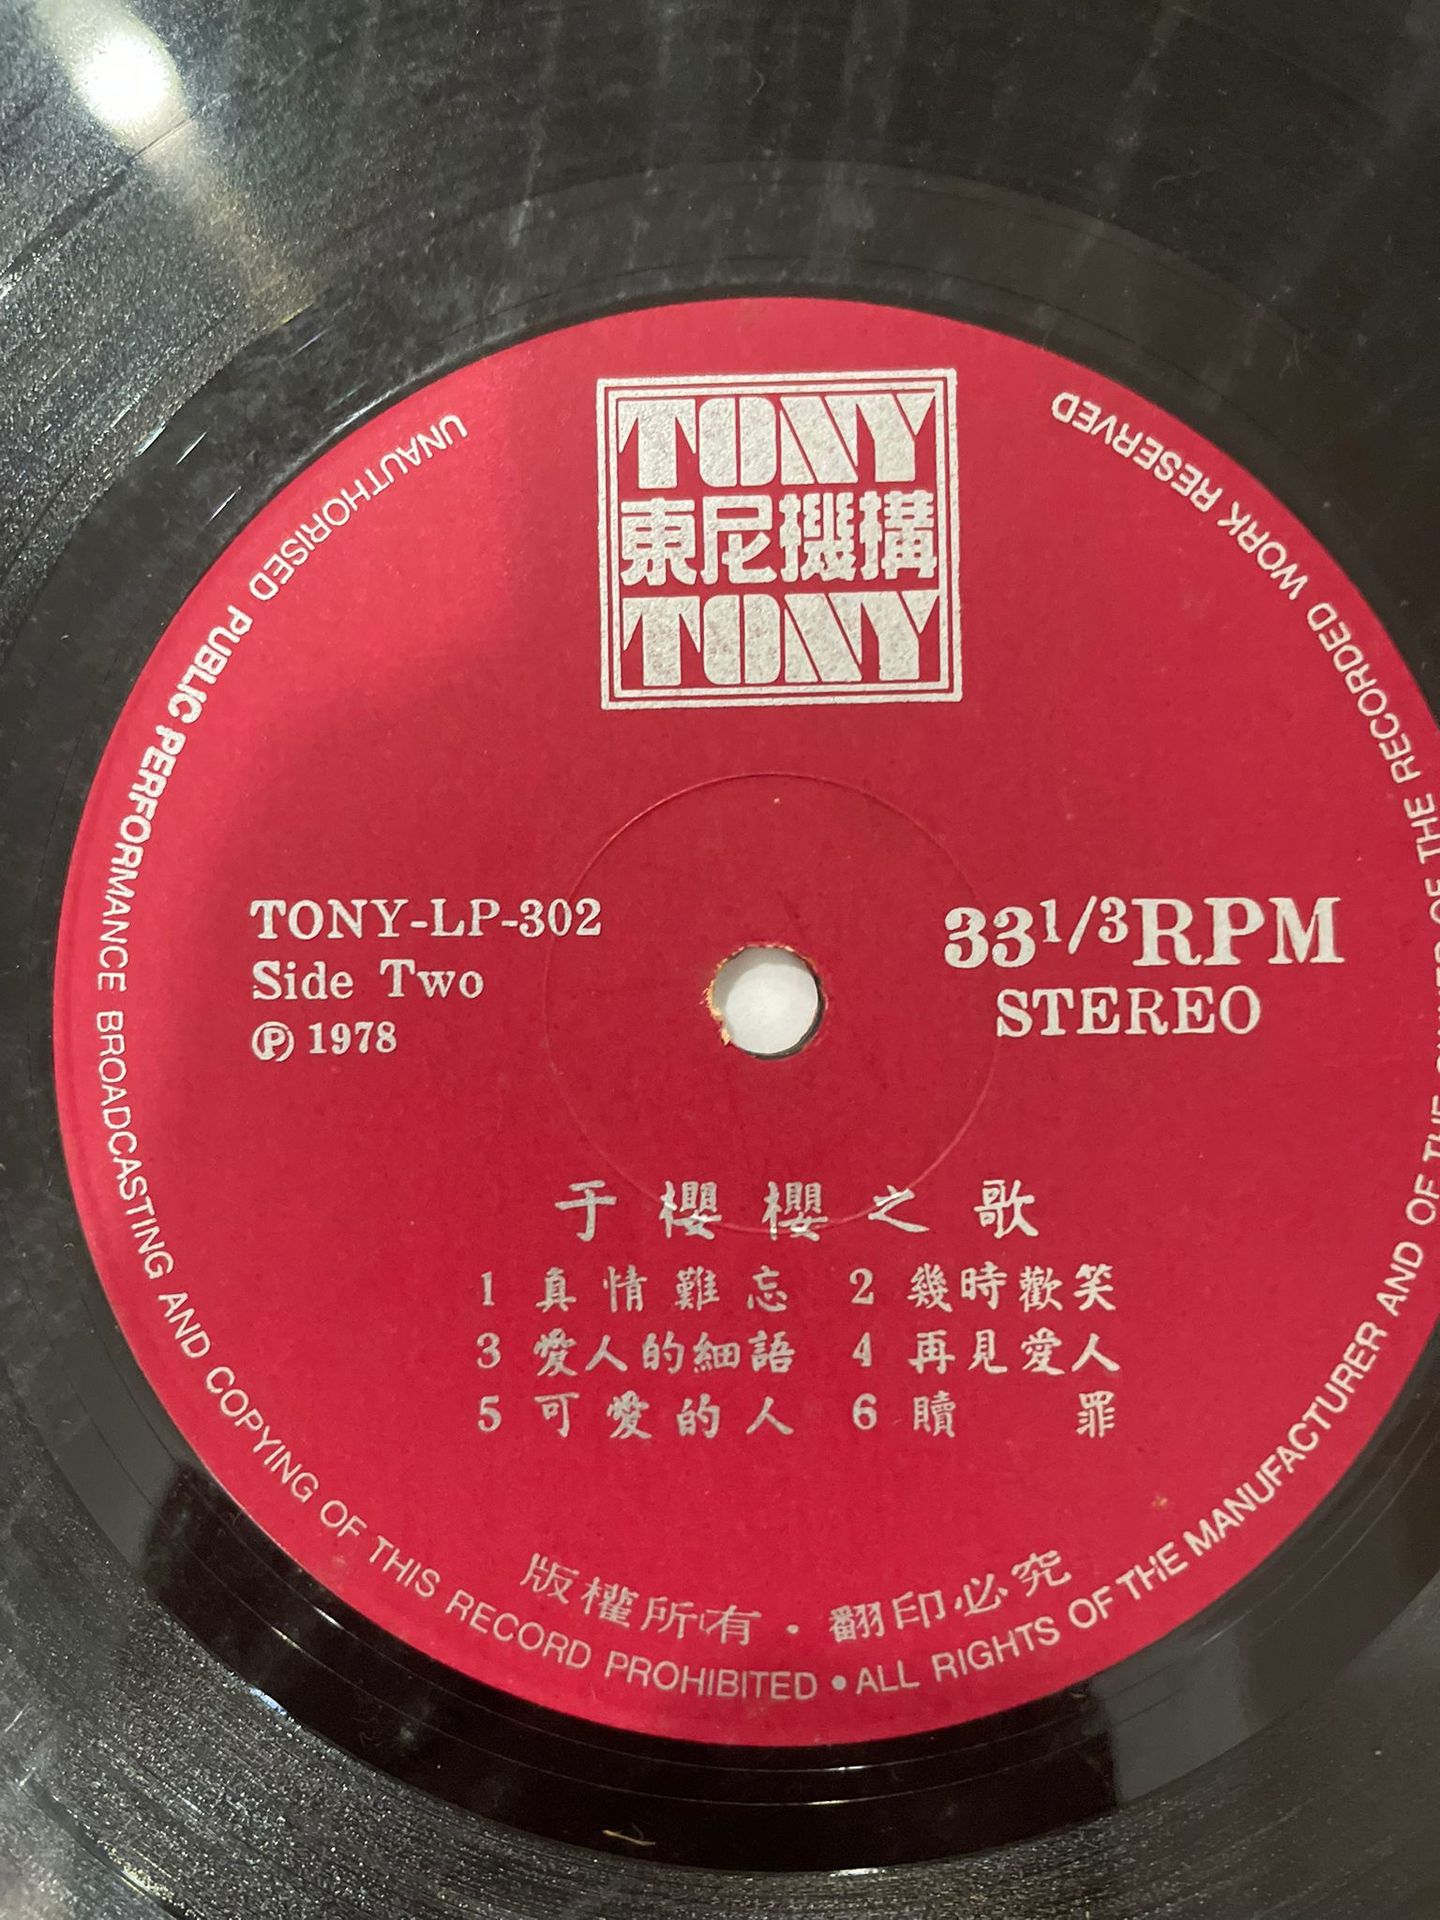 TONY
東尼機構
TONY
TONY-LP-302
Side Two
Ⓟ 1978
33 1/3 RPM
STEREO
于櫻櫻之歌
1 真情難忘 2 幾時歡笑
3 愛人的細語 4 再見愛人
5 可愛的人 6 贖 罪
版權所有・翻印必究
UNAUTHORISED PUBLIC PERFORMANCE BROADCASTING AND COPYING OF THIS RECORD PROHIBITED • ALL RIGHTS OF THE MANUFACTURER AND OF THE OWNER OF THE RECORDED WORK RESERVED